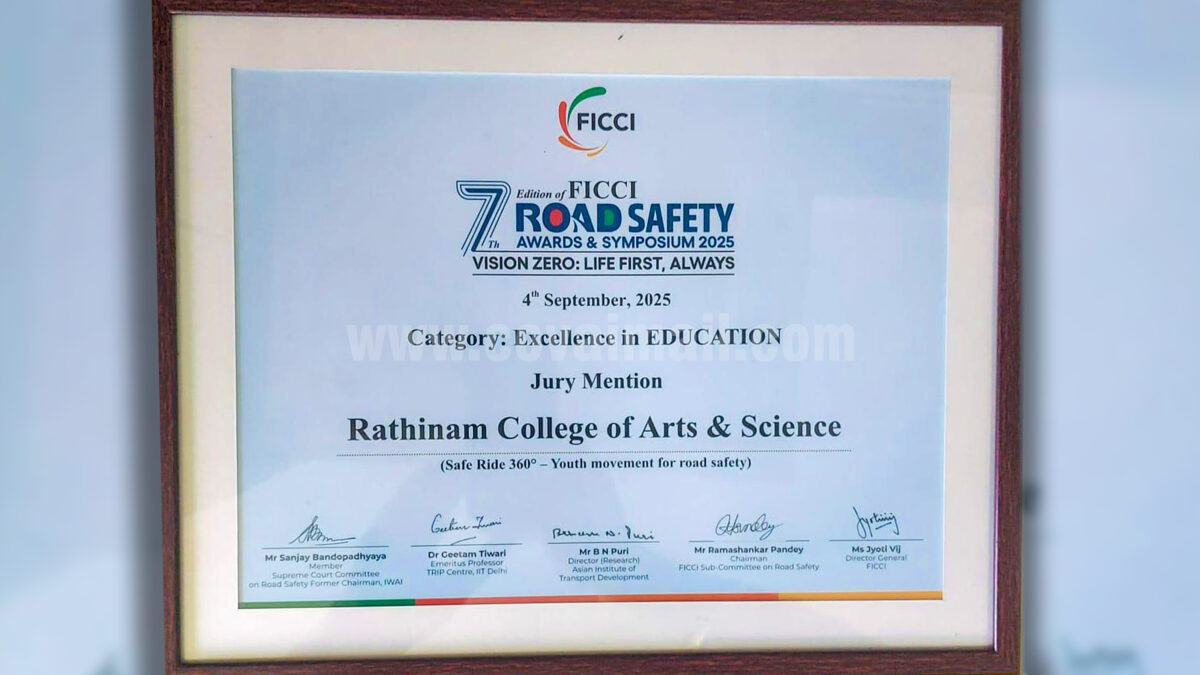 FICCI
7Th Edition of FICCI
ROAD SAFETY
AWARDS & SYMPOSIUM 2025
VISION ZERO: LIFE FIRST, ALWAYS
4th September, 2025
www.covaimail.com
Category: Excellence in EDUCATION
Jury Mention
Rathinam College of Arts & Science
(Safe Ride 360° – Youth movement for road safety)
Mr Sanjay Bandopadhyaya
Member
Supreme Court Committee
on Road Safety Former Chairman, IWAI
Dr Geetam Tiwari
Emeritus Professor
TRIP Centre, IIT Delhi
Mr B N Puri
Director (Research)
Asian Institute of
Transport Development
Mr Ramashankar Pandey
Chairman
FICCI Sub-Committee on Road Safety
Ms Jyoti Vij
Director General
FICCI